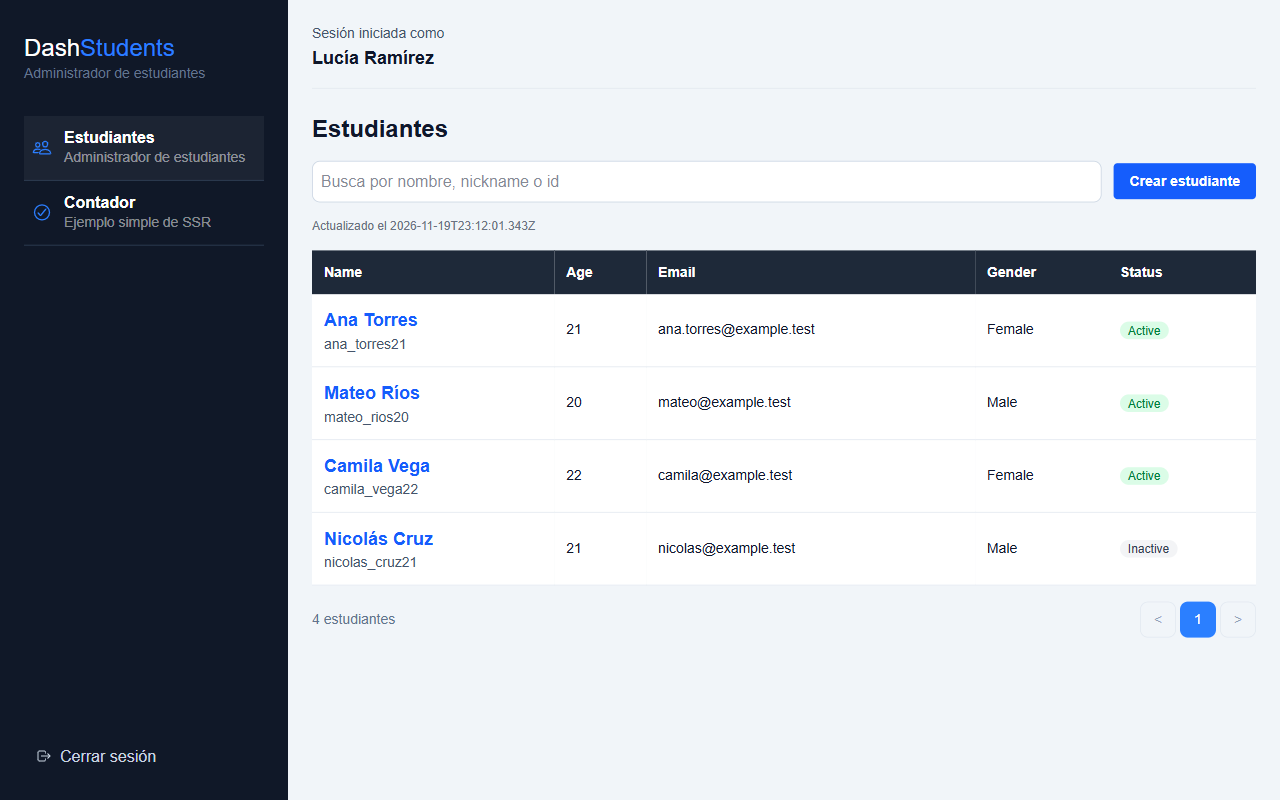 DashStudents
Administrador de estudiantes
Estudiantes
Administrador de estudiantes
Contador
Ejemplo simple de SSR
Cerrar sesión
Sesión iniciada como
Lucía Ramírez
Estudiantes
Busca por nombre, nickname o id
Crear estudiante
Actualizado el 2026-11-19T23:12:01.343Z
Name Age Email Gender Status
Ana Torres
ana_torres21
21 ana.torres@example.test Female Active
Mateo Ríos
mateo_rios20
20 mateo@example.test Male Active
Camila Vega
camila_vega22
22 camila@example.test Female Active
Nicolás Cruz
nicolas_cruz21
21 nicolas@example.test Male Inactive
4 estudiantes
< 1 >